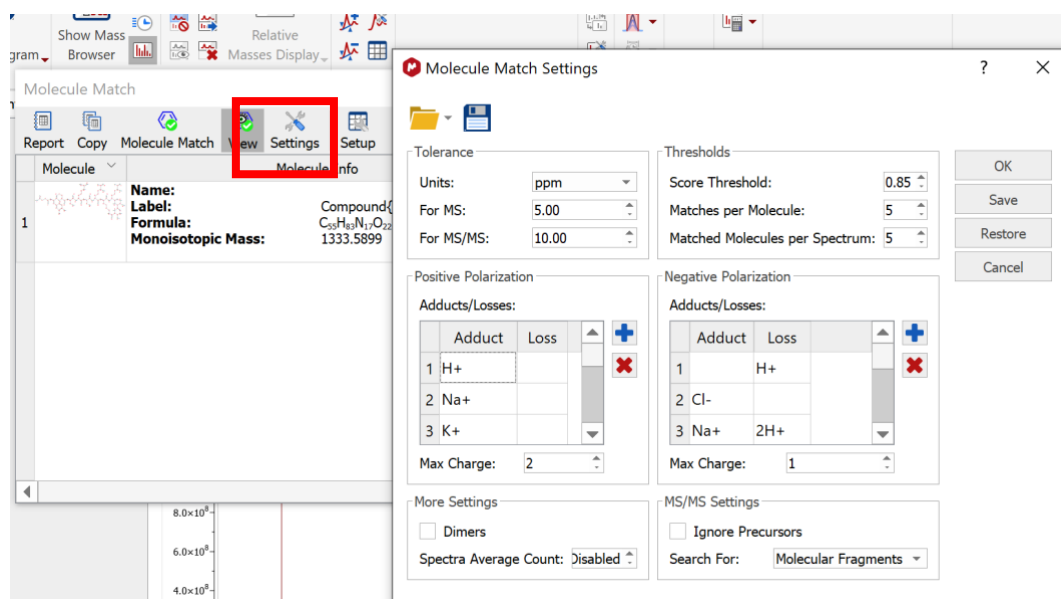 Show Mass
Browser
Relative
Masses Display
gram
Molecule Match
Report Copy Molecule Match View Settings Setup
Molecule Molecule Info
1
Name:
Label: Compound{
Formula: C₅₅H₈₃N₁₇O₂₂
Monoisotopic Mass: 1333.5899
8.0×10⁸
6.0×10⁸
4.0×10⁸
Molecule Match Settings ? X
Tolerance
Units: ppm
For MS: 5.00
For MS/MS: 10.00
Thresholds
Score Threshold: 0.85
Matches per Molecule: 5
Matched Molecules per Spectrum: 5
OK
Save
Restore
Cancel
Positive Polarization
Adducts/Losses:
Adduct Loss
1 H+
2 Na+
3 K+
Max Charge: 2
Negative Polarization
Adducts/Losses:
Adduct Loss
1 H+
2 Cl-
3 Na+ 2H+
Max Charge: 1
More Settings
Dimers
Spectra Average Count: Disabled
MS/MS Settings
Ignore Precursors
Search For: Molecular Fragments